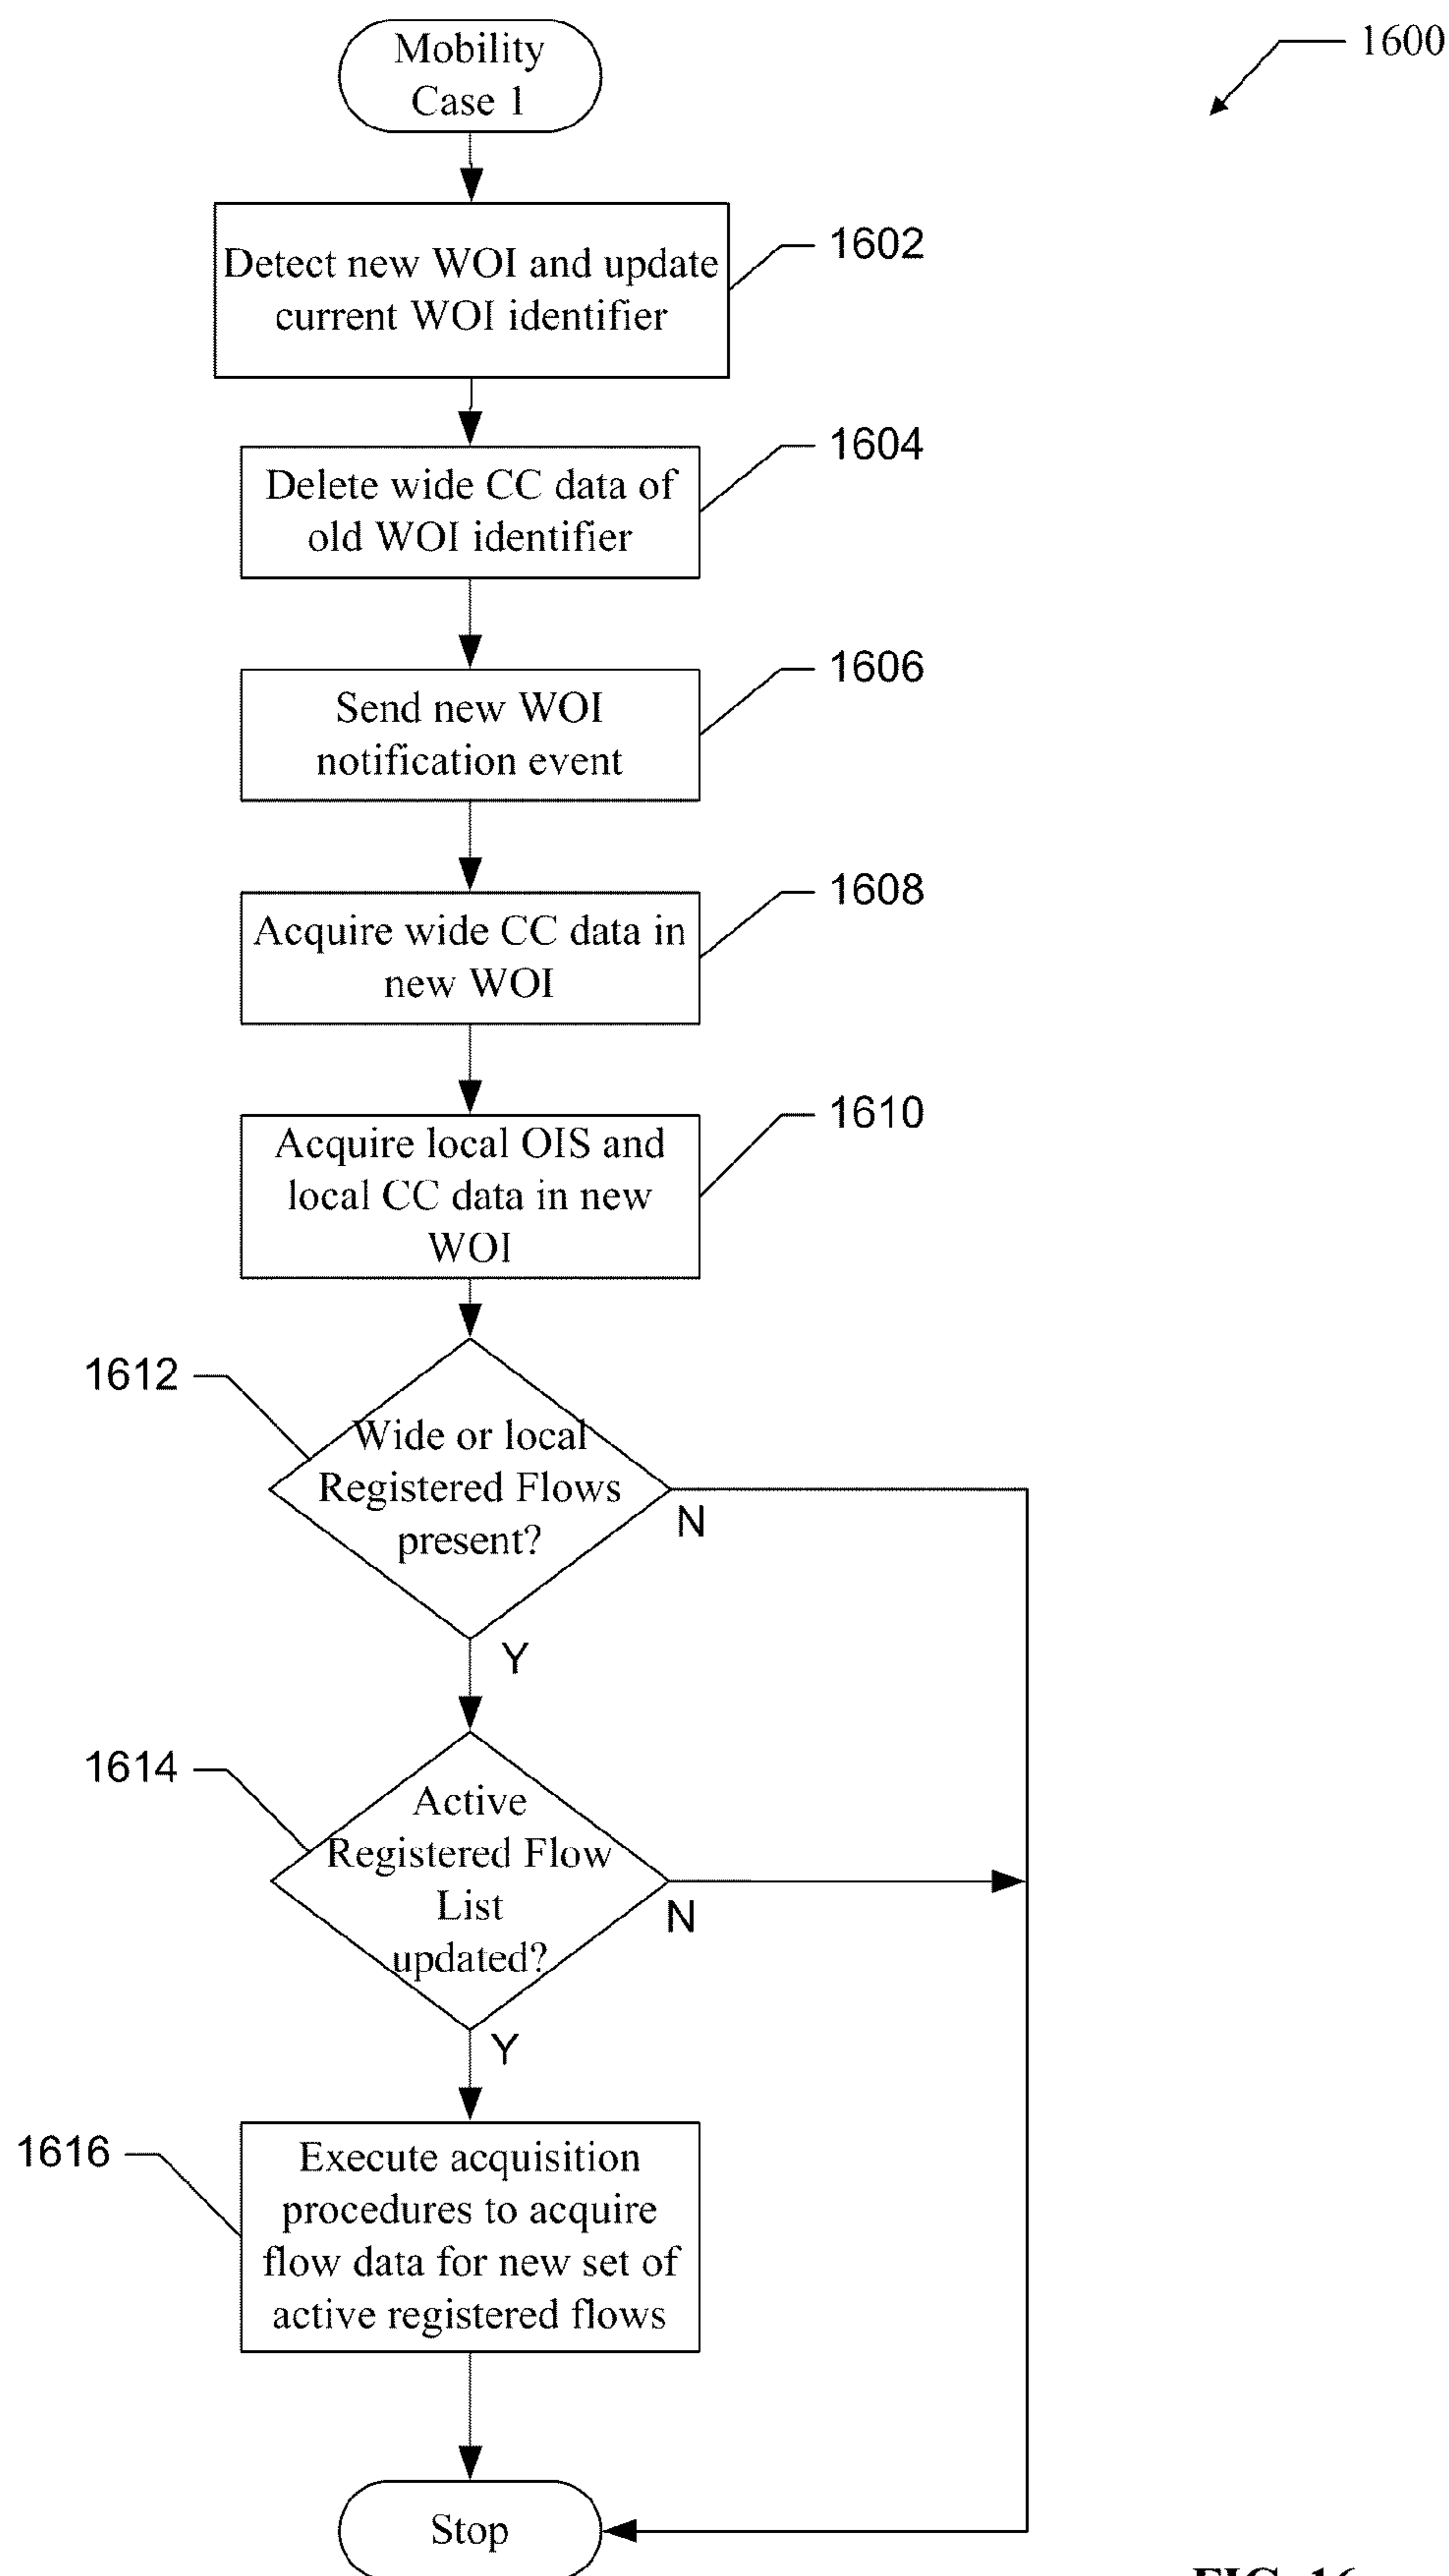 Mobility
Case 1
1600
Detect new WOI and update
current WOI identifier
1602
Delete wide CC data of
old WOI identifier
1604
Send new WOI
notification event
1606
Acquire wide CC data in
new WOI
1608
Acquire local OIS and
local CC data in new
WOI
1610
1612
Wide or local
Registered Flows
present?
N
Y
1614
Active
Registered Flow
List
updated?
N
Y
1616
Execute acquisition
procedures to acquire
flow data for new set of
active registered flows
Stop
FIG. 16